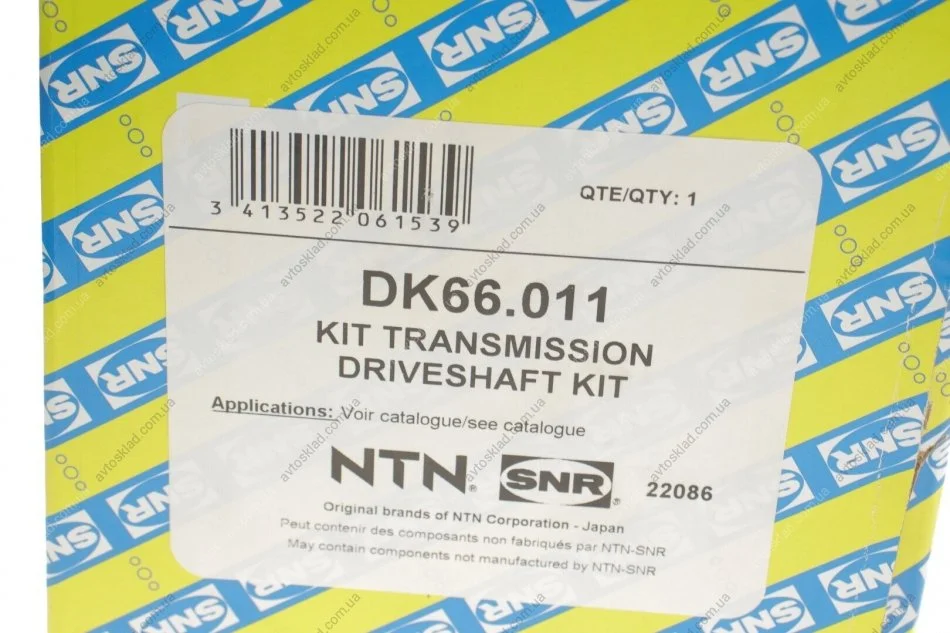 SNR
QTE/QTY: 1
3 413522 061539
DK66.011
KIT TRANSMISSION
DRIVESHAFT KIT
Applications: Voir catalogue/see catalogue
NTN® SNR® 22086
Original brands of NTN Corporation - Japan
Peut contenir des composants non fabriqués par NTN-SNR
May contain components not manufactured by NTN-SNR
avtosklad.com.ua